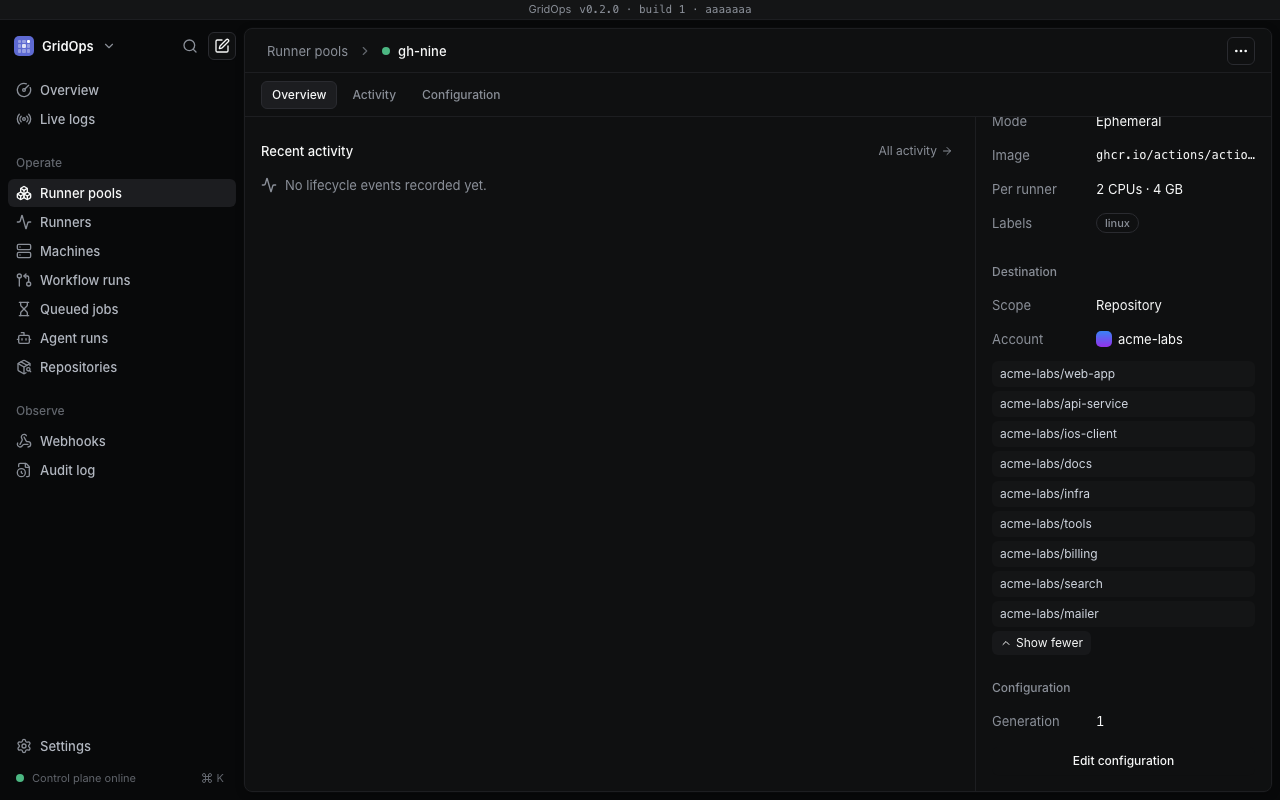 GridOps v0.2.0 · build 1 · aaaaaaa
GridOps
Overview
Live logs
Operate
Runner pools
Runners
Machines
Workflow runs
Queued jobs
Agent runs
Repositories
Observe
Webhooks
Audit log
Settings
Control plane online ⌘ K
Runner pools > gh-nine
Overview Activity Configuration
Recent activity All activity →
No lifecycle events recorded yet.
Mode Ephemeral
Image ghcr.io/actions/actio…
Per runner 2 CPUs · 4 GB
Labels linux
Destination
Scope Repository
Account acme-labs
acme-labs/web-app
acme-labs/api-service
acme-labs/ios-client
acme-labs/docs
acme-labs/infra
acme-labs/tools
acme-labs/billing
acme-labs/search
acme-labs/mailer
Show fewer
Configuration
Generation 1
Edit configuration